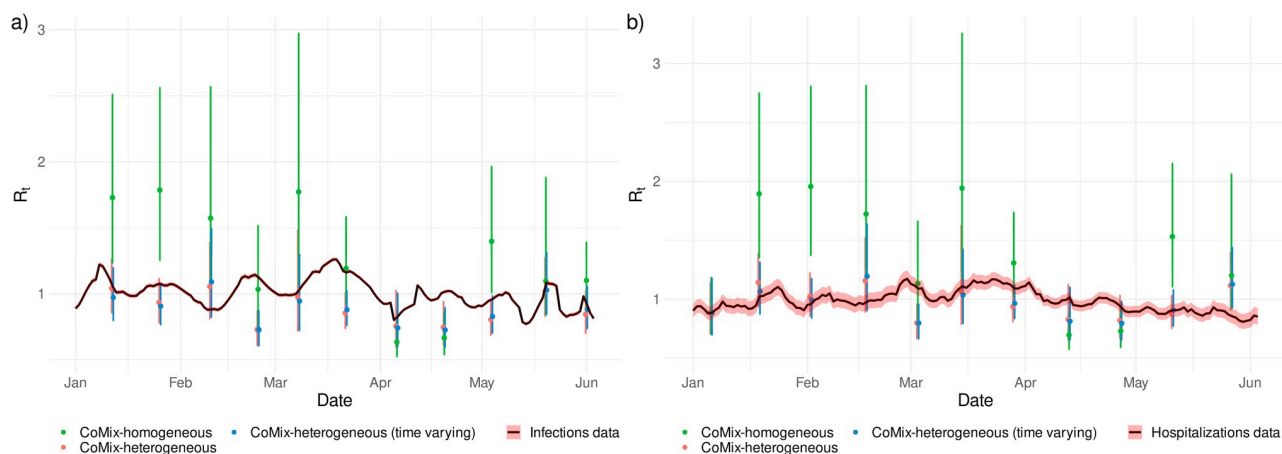 a)
3
2
1
Rt
Jan Feb Mar Apr May Jun
Date
CoMix-homogeneous CoMix-heterogeneous (time varying) Infections data
CoMix-heterogeneous
b)
3
2
1
Rt
Jan Feb Mar Apr May Jun
Date
CoMix-homogeneous CoMix-heterogeneous (time varying) Hospitalizations data
CoMix-heterogeneous